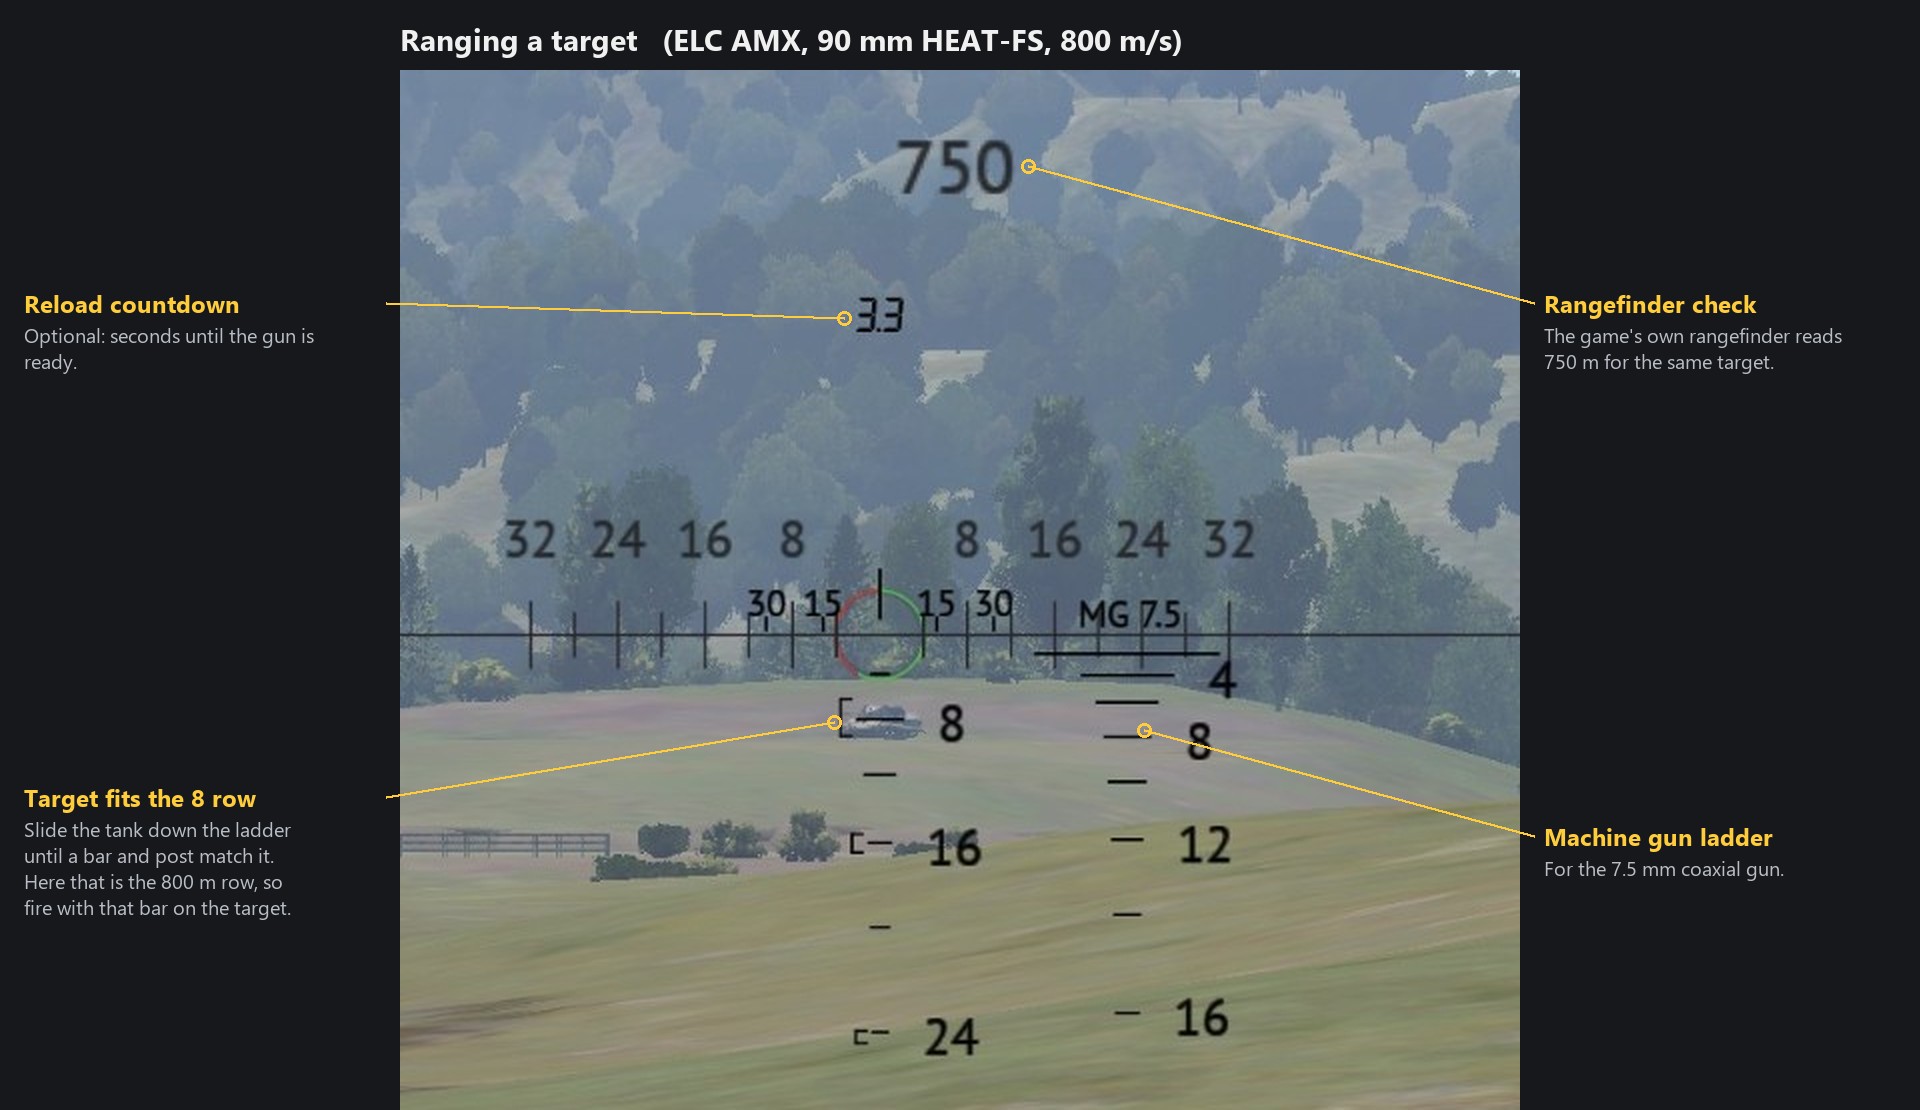 Ranging a target (ELC AMX, 90 mm HEAT-FS, 800 m/s)
750
Reload countdown
Optional: seconds until the gun is
ready.
3.3
Rangefinder check
The game's own rangefinder reads
750 m for the same target.
32 24 16 8 8 16 24 32
30 15 15 30 MG 7.5
4
8 8
Target fits the 8 row
Slide the tank down the ladder
until a bar and post match it.
Here that is the 800 m row, so
fire with that bar on the target.
Machine gun ladder
For the 7.5 mm coaxial gun.
16 12
24 16